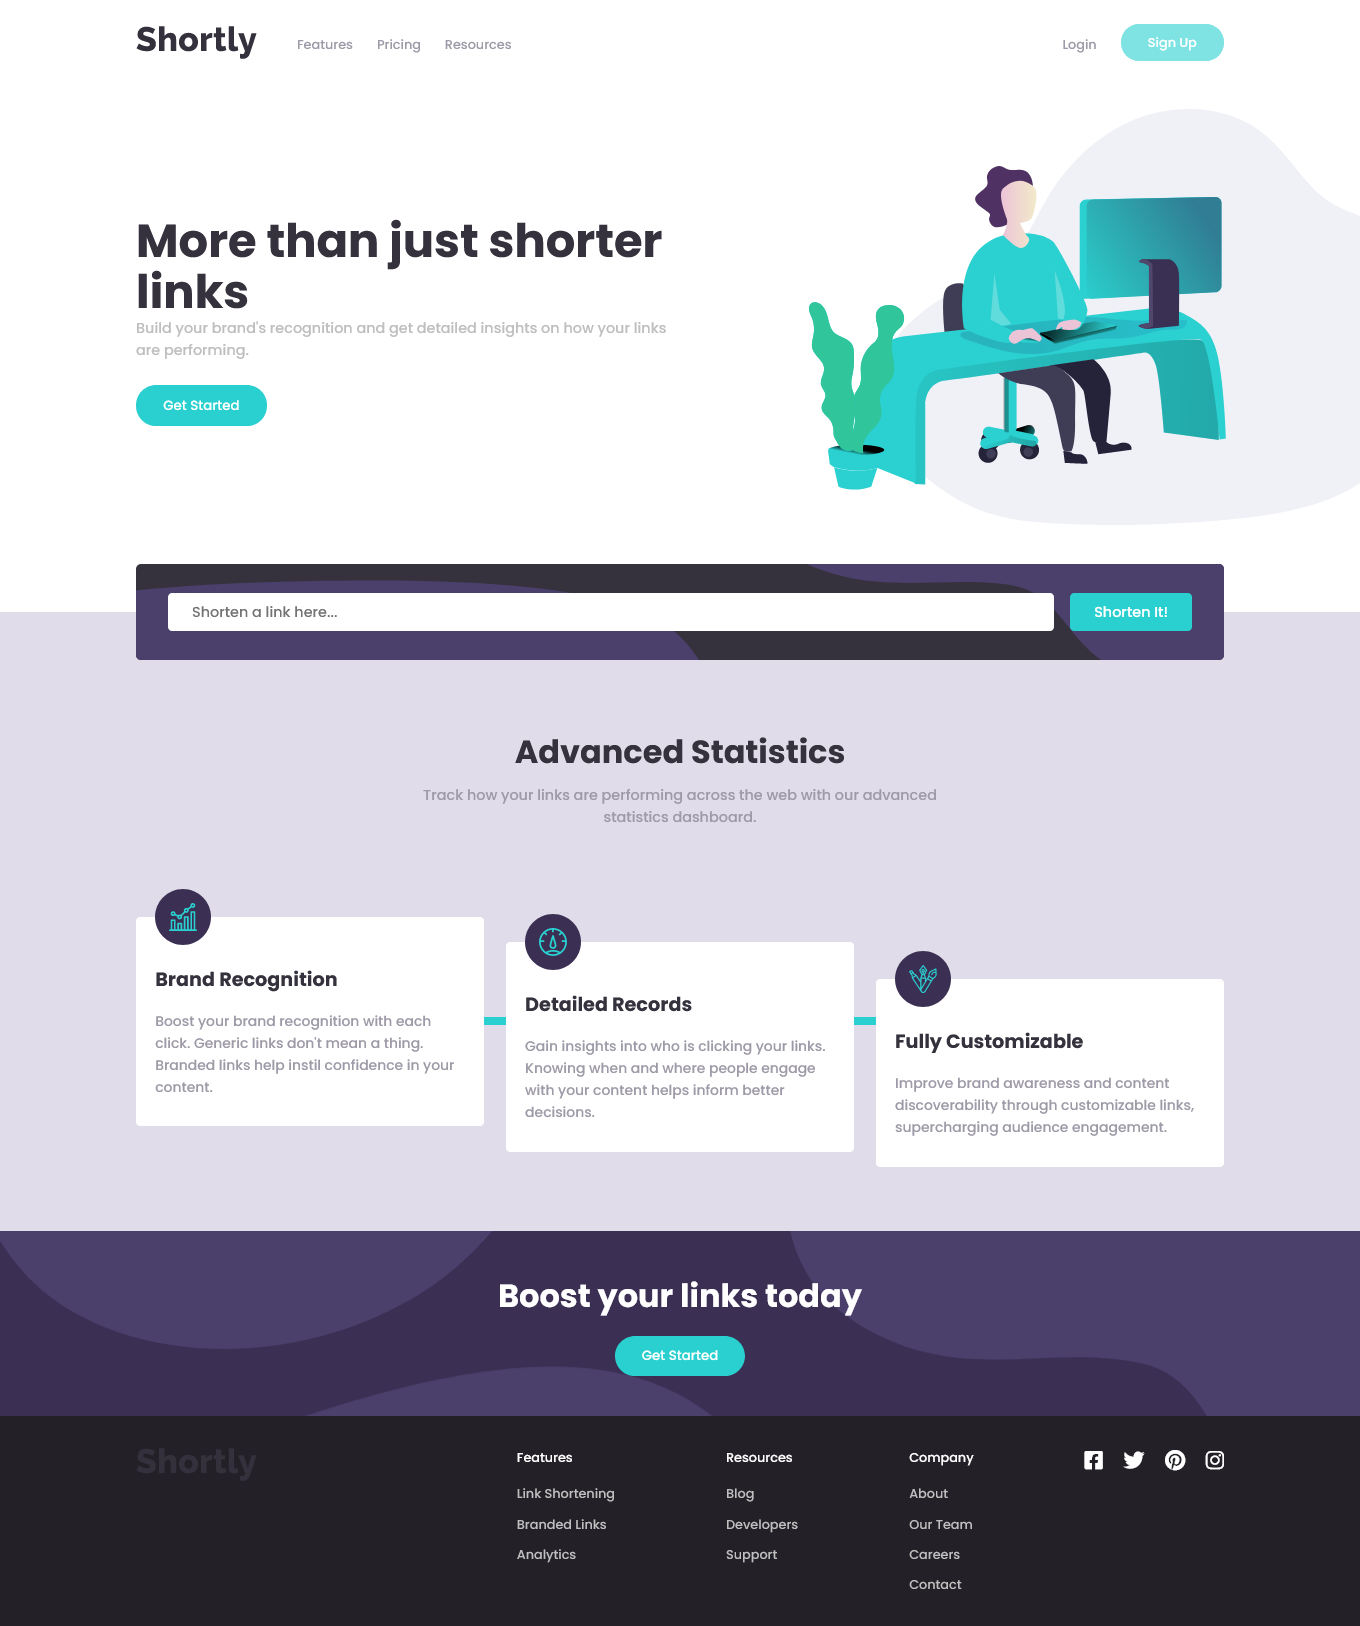 Shortly
Features
Pricing
Resources
Login
Sign Up
More than just shorter
links
Build your brand's recognition and get detailed insights on how your links
are performing.
Get Started
Shorten a link here...
Shorten It!
Advanced Statistics
Track how your links are performing across the web with our advanced
statistics dashboard.
Brand Recognition
Boost your brand recognition with each
click. Generic links don't mean a thing.
Branded links help instil confidence in your
content.
Detailed Records
Gain insights into who is clicking your links.
Knowing when and where people engage
with your content helps inform better
decisions.
Fully Customizable
Improve brand awareness and content
discoverability through customizable links,
supercharging audience engagement.
Boost your links today
Get Started
Shortly
Features
Link Shortening
Branded Links
Analytics
Resources
Blog
Developers
Support
Company
About
Our Team
Careers
Contact